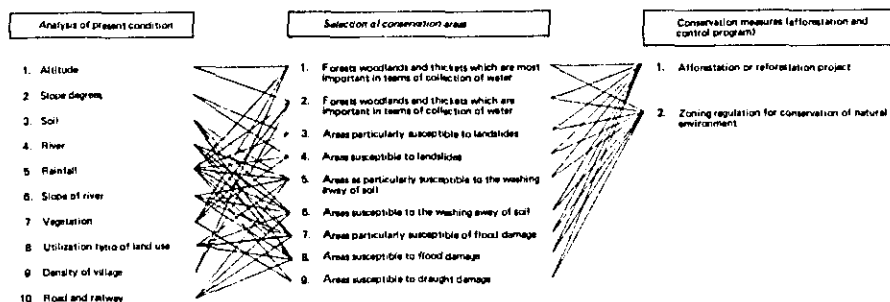 Analysis of present condition
1. Altitude
2 Slope degrees
3. Soil
4. River
5 Rainfall
6. Slope of river
7 Vegetation
8 Utilization ratio of land use
9 Density of village
10. Road and railway
Selection of conservation areas
1. Forests woodlands and thickets which are most
important in teams of collection of water
2. Forests woodlands and thickets which are
important in teams of collection of water
3. Areas particularly susceptible to landslides
4. Areas susceptible to landslides
5. Areas as particularly susceptible to the washing
away of soil
6. Areas susceptible to the washing away of soil
7. Areas particularly susceptible of flood damage
8. Areas susceptible to flood damage
9. Areas susceptible to draught damage
Conservation measures (afforestation and
control program)
1. Afforestation or reforestation project
2. Zoning regulation for conservation of natural
environment